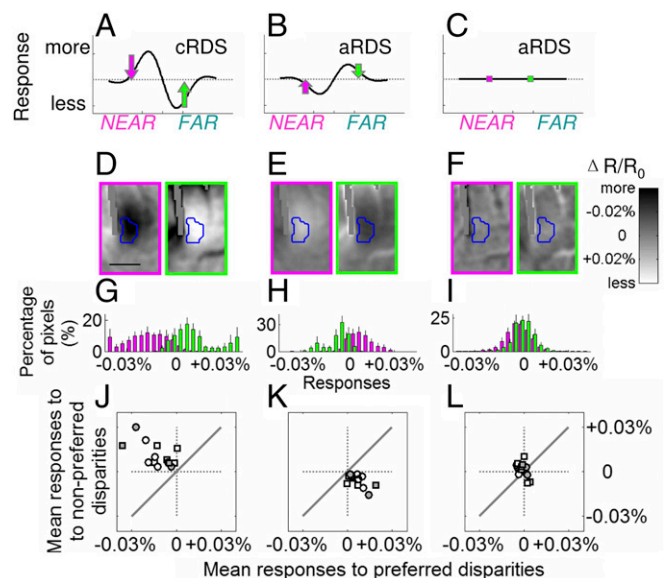 A B C
more cRDS aRDS aRDS
Response
less
NEAR FAR NEAR FAR NEAR FAR
D E F
Δ R/R0
more
-0.02%
0
+0.02%
less
G H I
Percentage
of pixels
(%)
20
0
30
0
25
0
-0.03% 0 +0.03% -0.03% 0 +0.03% -0.03% 0 +0.03%
Responses
J K L
Mean responses
to non-preferred
disparities
+0.03%
0
-0.03%
-0.03% 0 +0.03% -0.03% 0 +0.03% -0.03% 0 +0.03%
Mean responses to preferred disparities